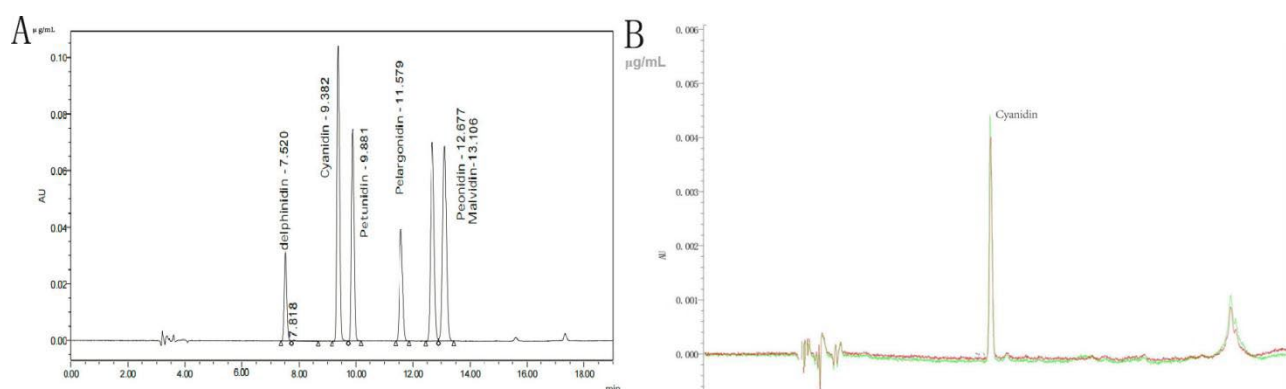 A
μg/mL
0.10
0.08
0.06
0.04
0.02
0.00
AU
delphinidin - 7.520
7.818
Cyanidin - 9.382
Petunidin - 9.881
Pelargonidin - 11.579
Peonidin - 12.677
Malvidin-13.106
0.00
2.00
4.00
6.00
8.00
10.00
12.00
14.00
16.00
18.00
min
B
μg/mL
0.006
0.005
0.004
0.003
0.002
0.001
0.000
Cyanidin